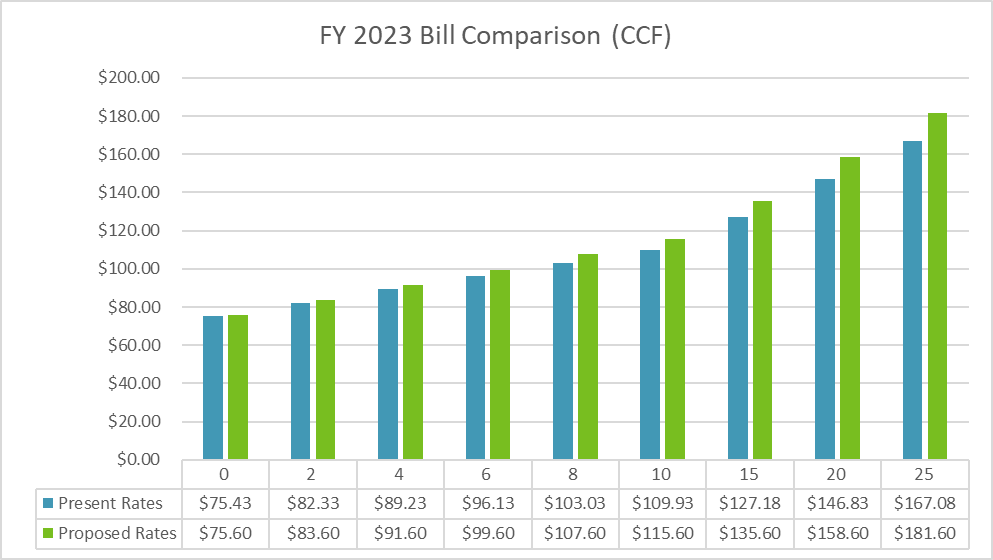 FY 2023 Bill Comparison (CCF)
$200.00
$180.00
$160.00
$140.00
$120.00
$100.00
$80.00
$60.00
$40.00
$20.00
$0.00
0 2 4 6 8 10 15 20 25
Present Rates $75.43 $82.33 $89.23 $96.13 $103.03 $109.93 $127.18 $146.83 $167.08
Proposed Rates $75.60 $83.60 $91.60 $99.60 $107.60 $115.60 $135.60 $158.60 $181.60